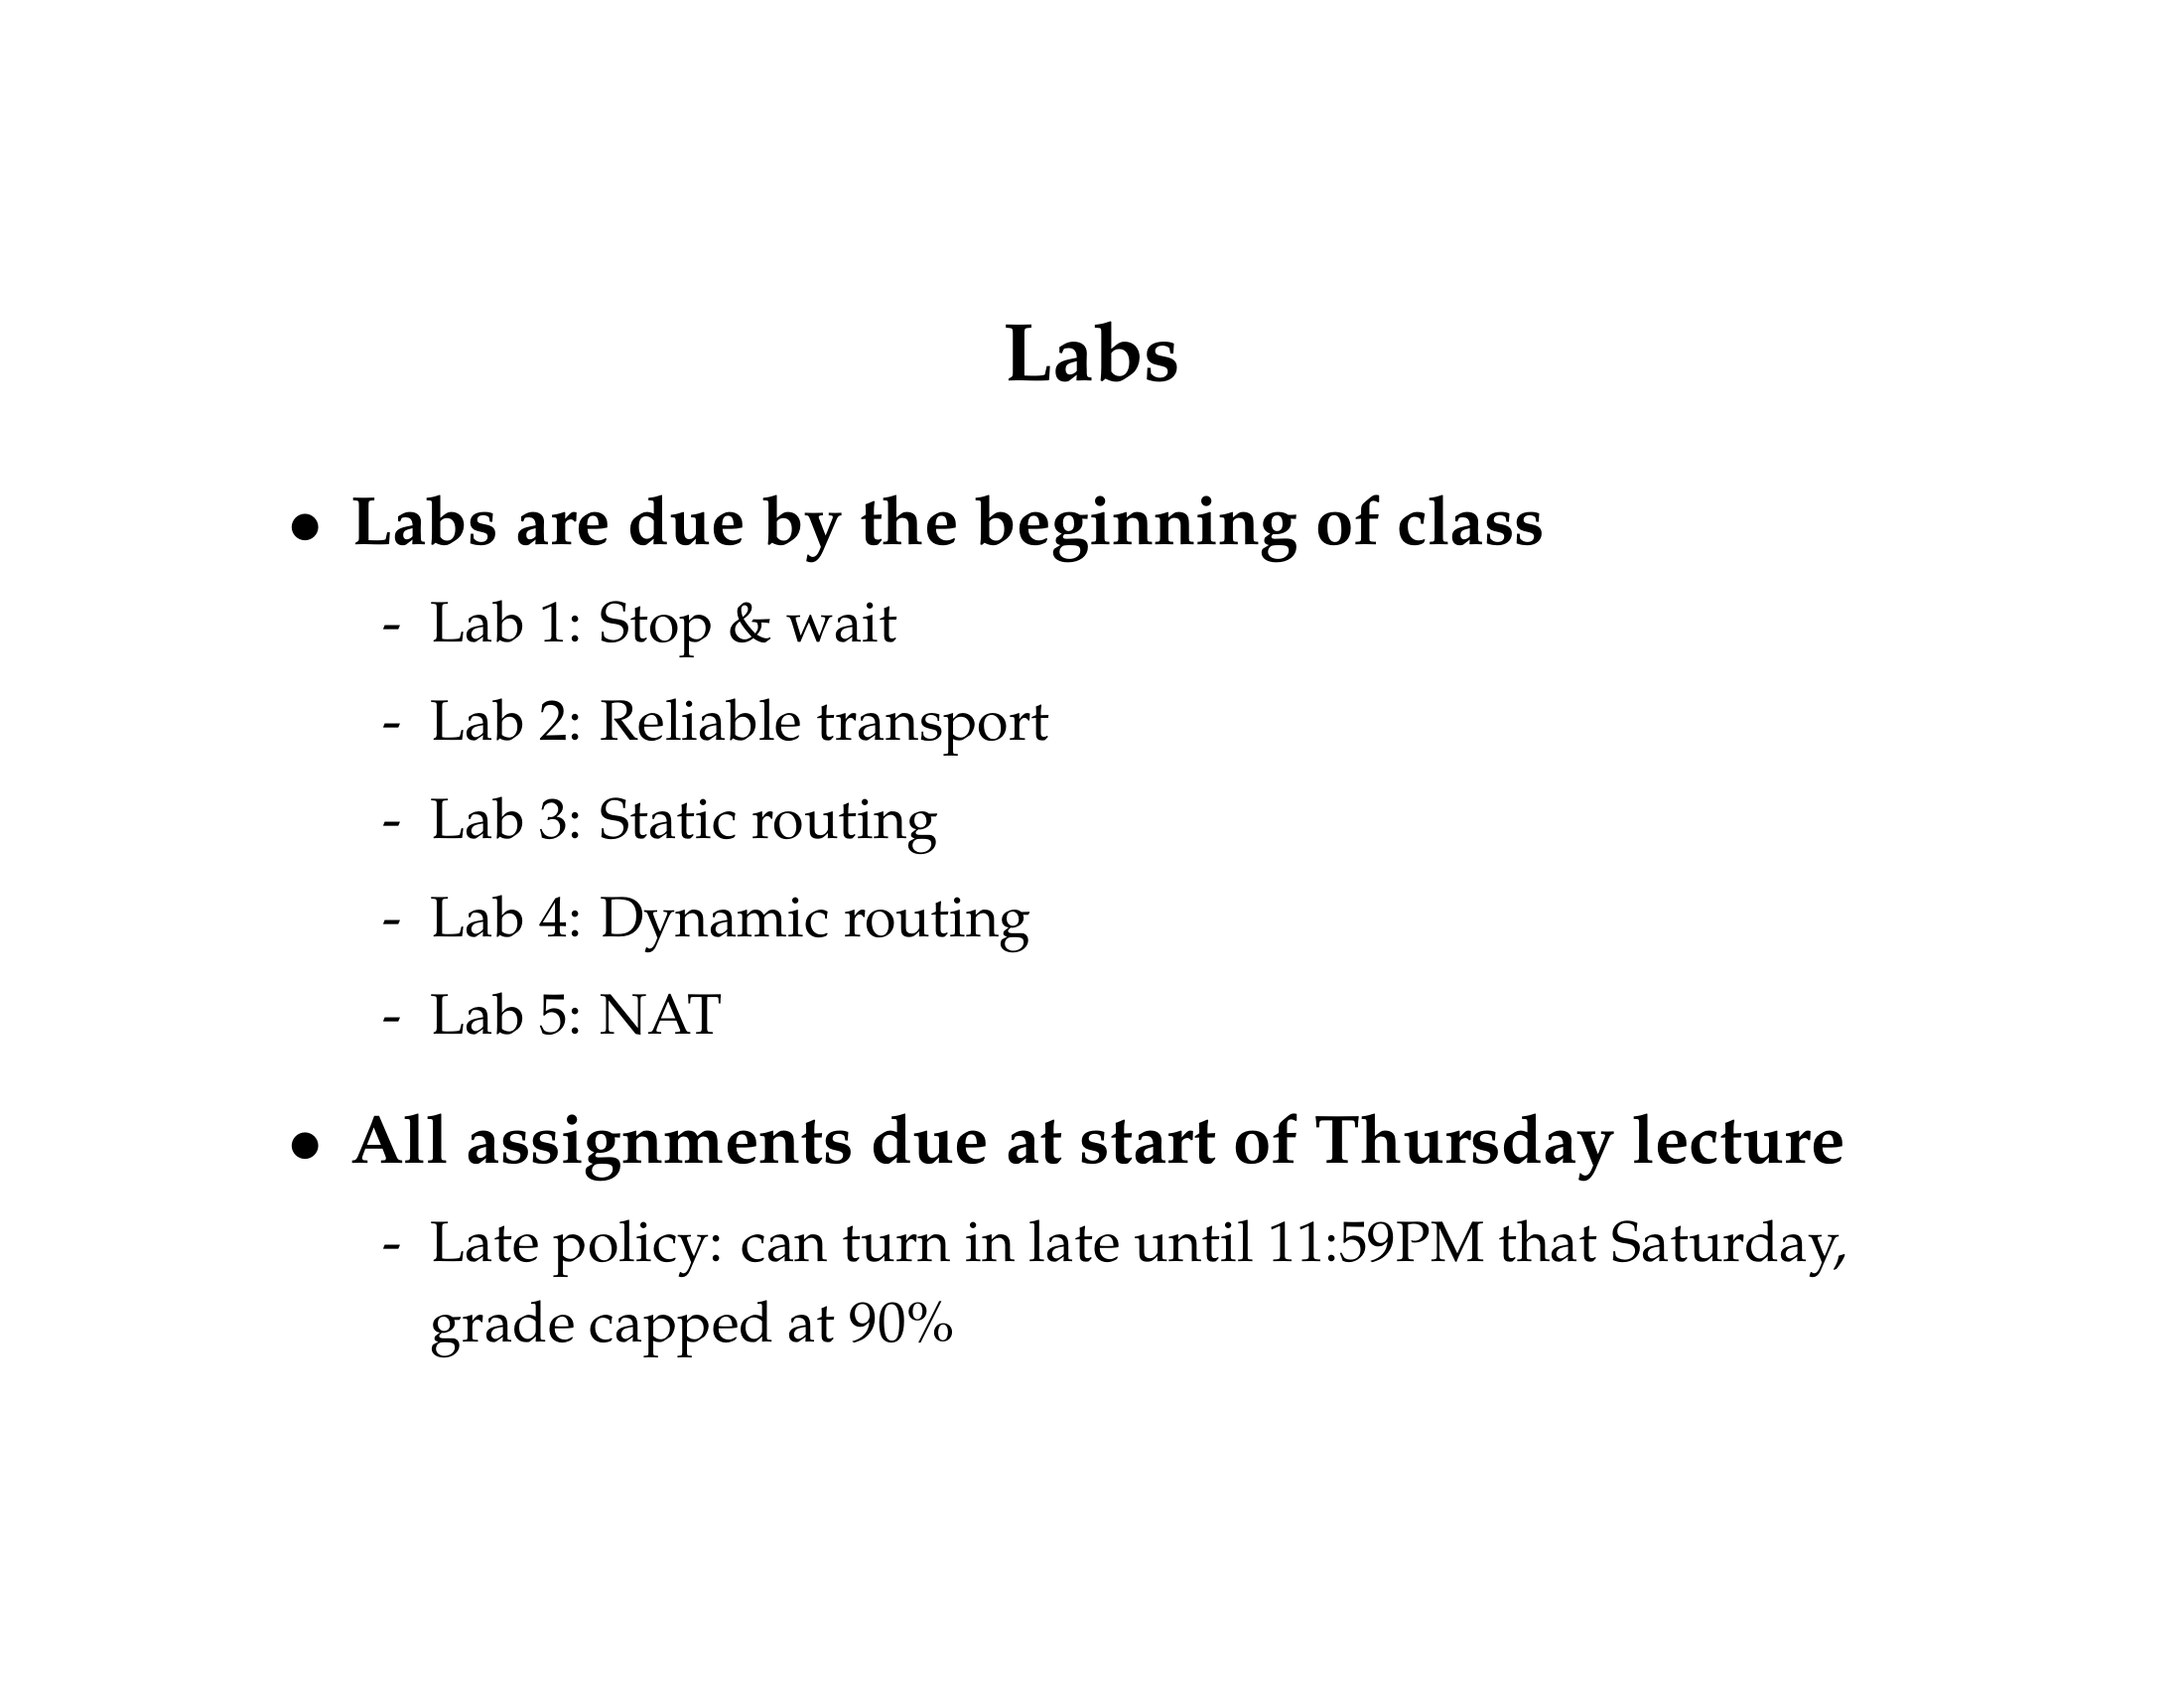 Labs
• Labs are due by the beginning of class
- Lab 1: Stop & wait
- Lab 2: Reliable transport
- Lab 3: Static routing
- Lab 4: Dynamic routing
- Lab 5: NAT
• All assignments due at start of Thursday lecture
- Late policy: can turn in late until 11:59PM that Saturday,
grade capped at 90%